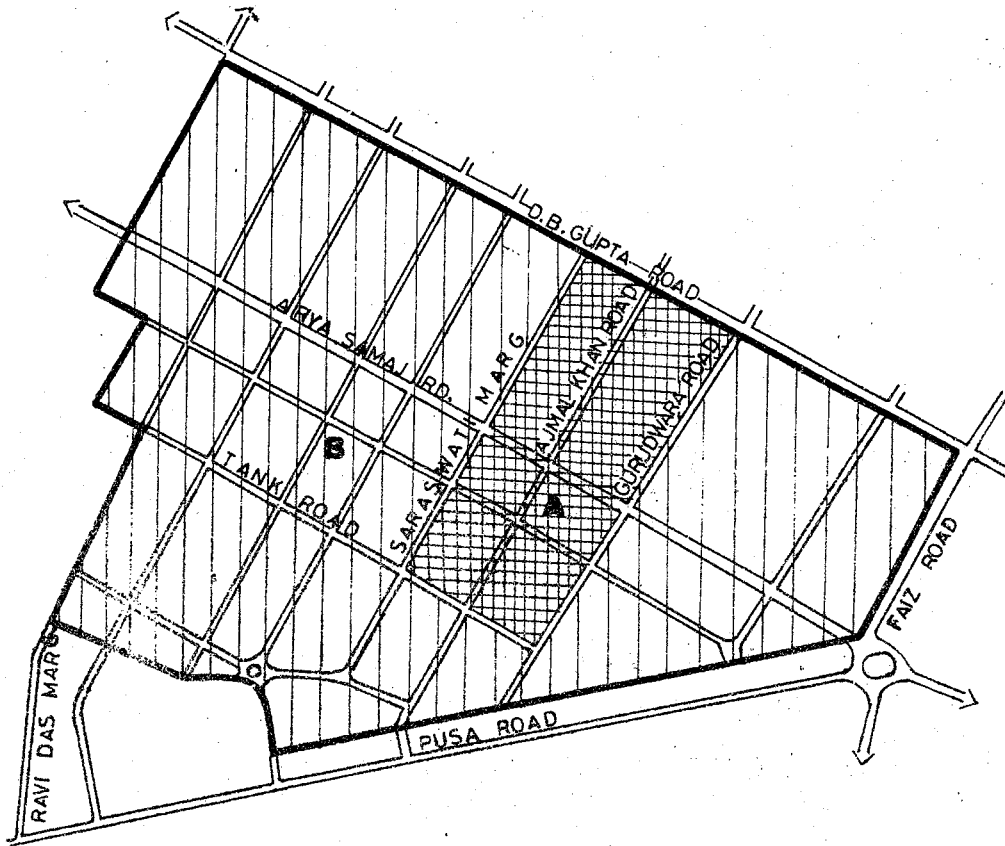 D.B. GUPTA ROAD
ARYA SAMAJ RD.
SARASWATI MARG
AJMAL KHAN ROAD
GURUDWARA ROAD
B
A
TANK ROAD
FAIZ ROAD
PUSA ROAD
RAVI DAS MARG